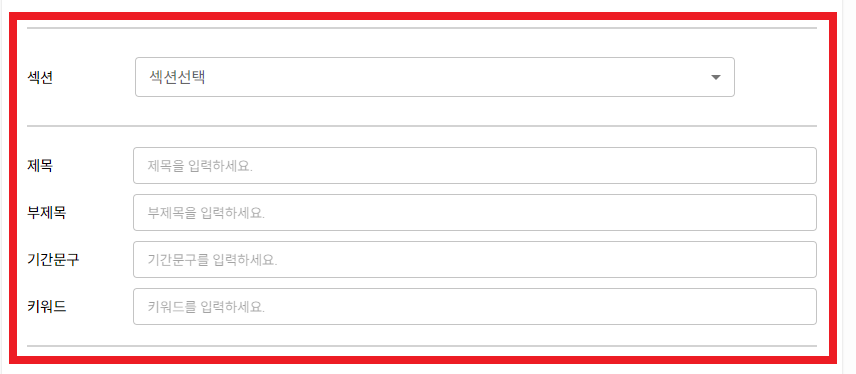 섹션 섹션선택
제목 제목을 입력하세요.
부제목 부제목을 입력하세요.
기간문구 기간문구를 입력하세요.
키워드 키워드를 입력하세요.